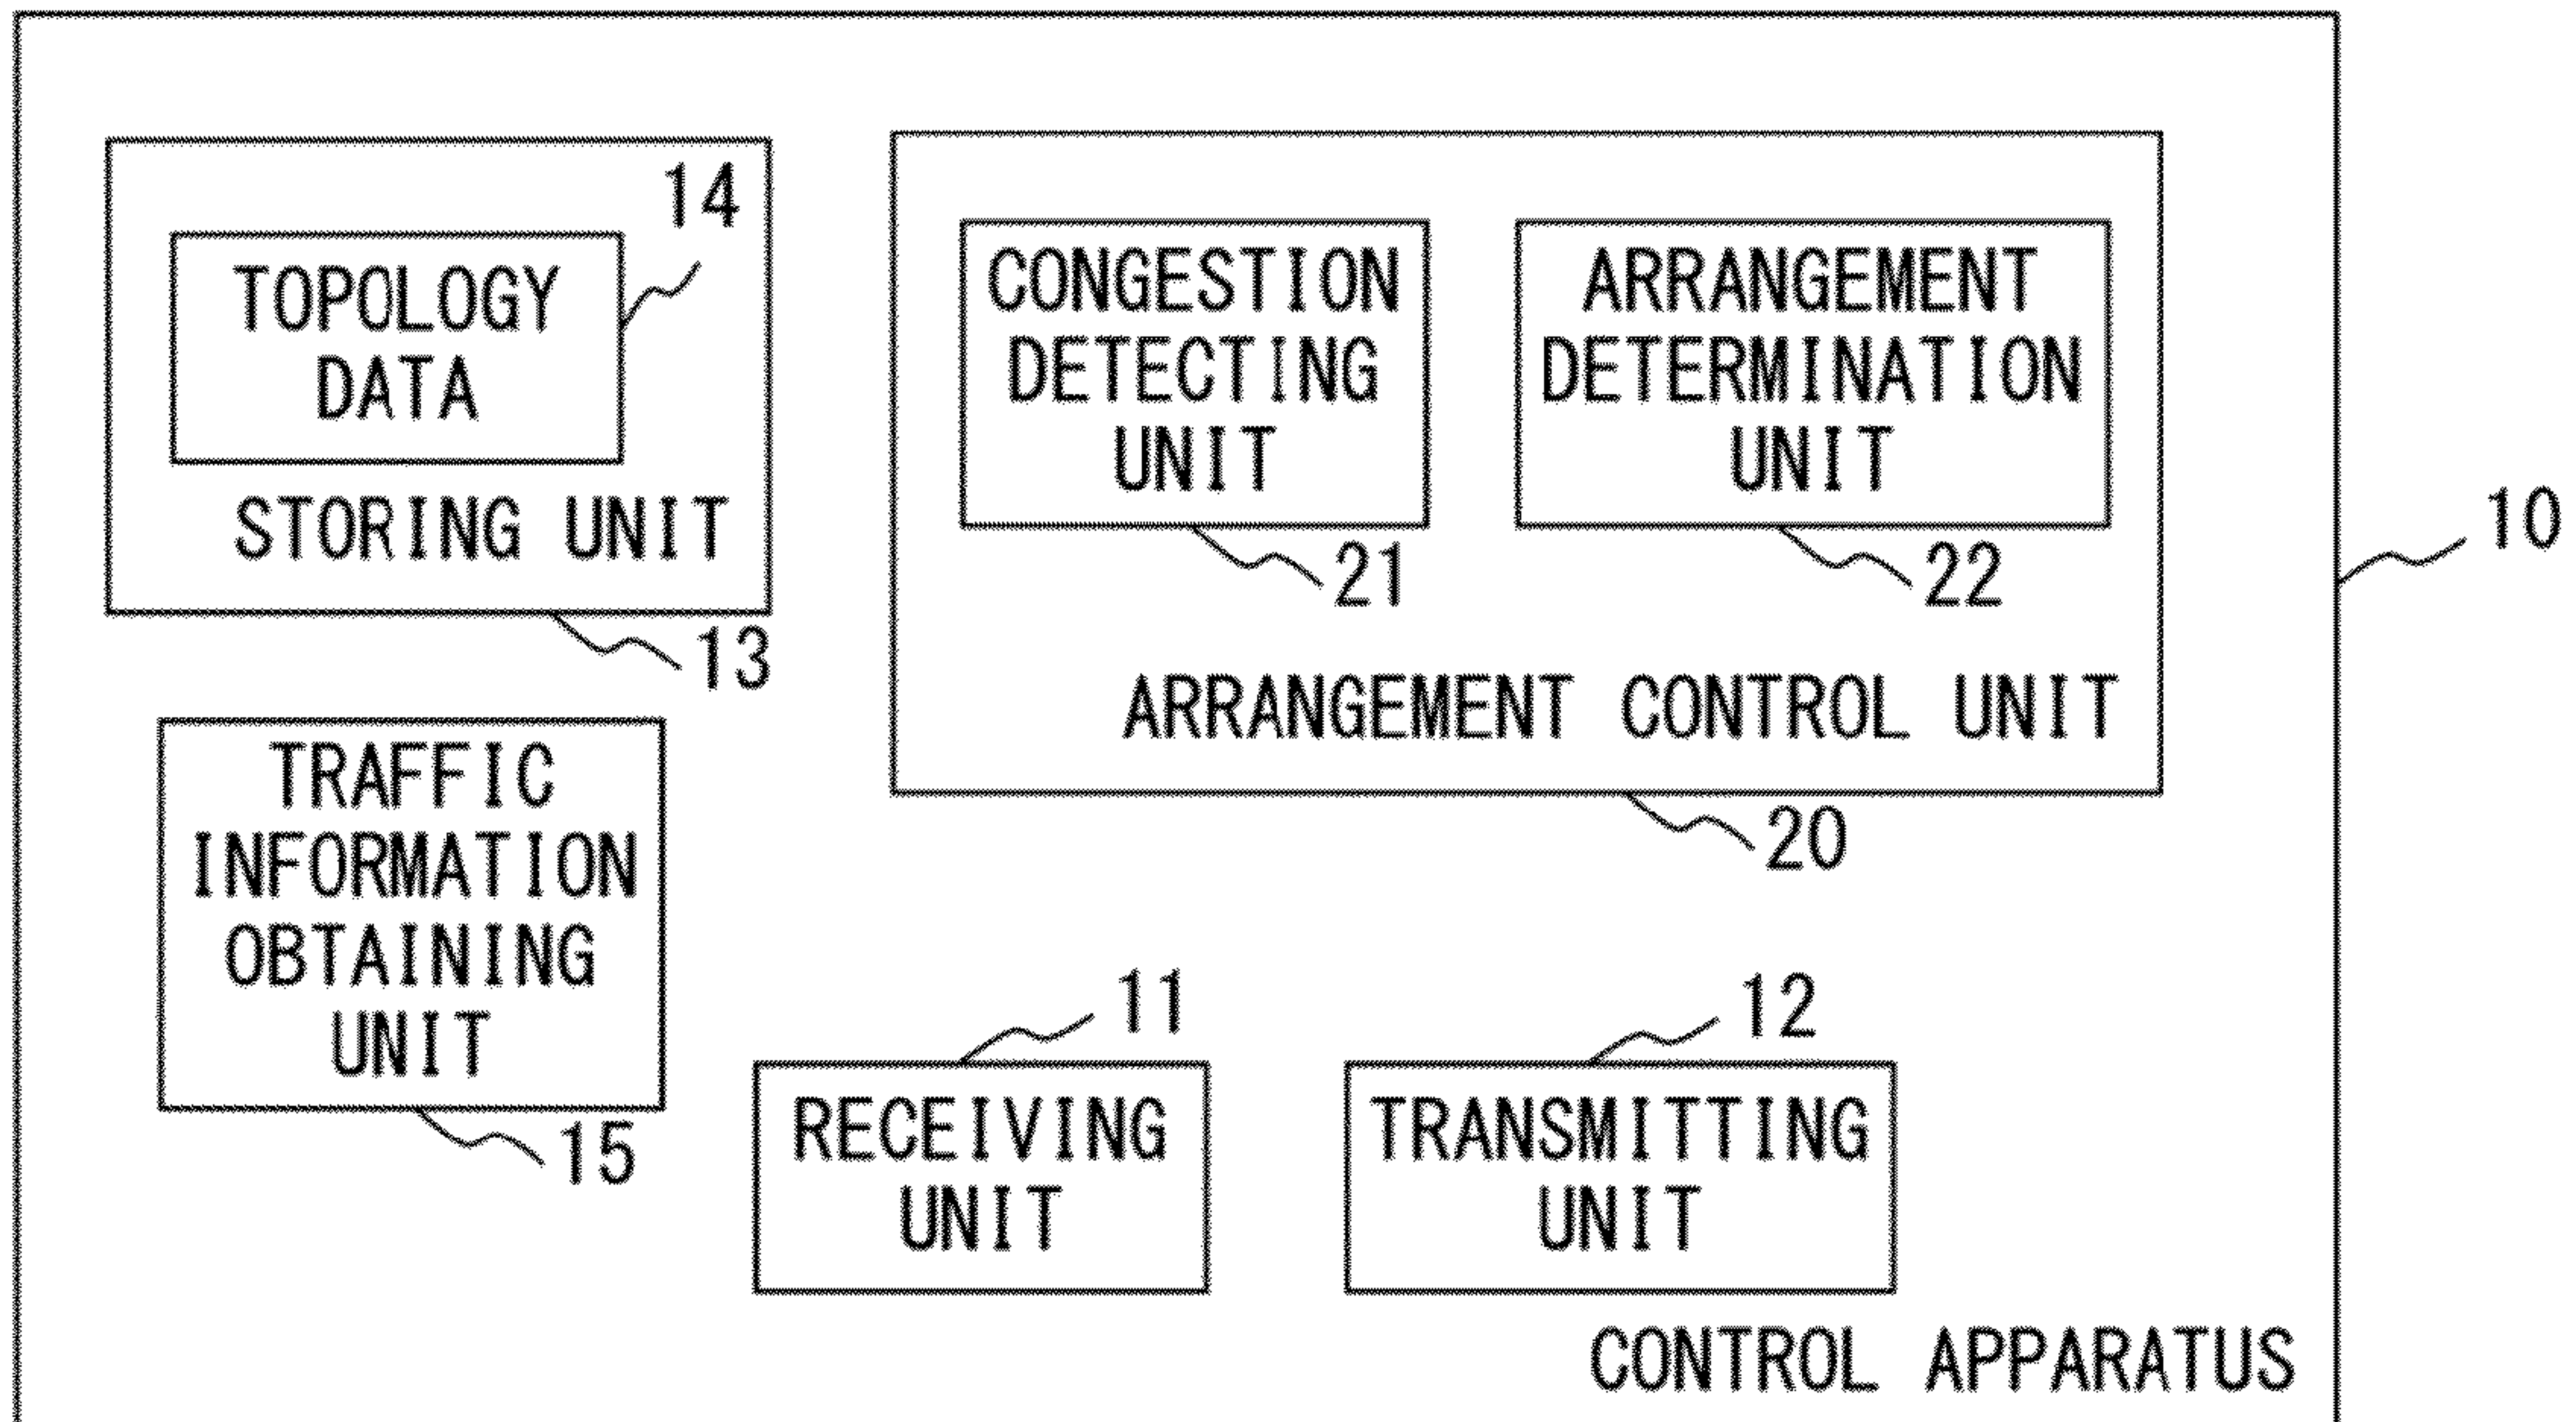 14
TOPOLOGY
DATA
STORING UNIT
13
CONGESTION
DETECTING
UNIT
21
ARRANGEMENT
DETERMINATION
UNIT
22
ARRANGEMENT CONTROL UNIT
20
10
TRAFFIC
INFORMATION
OBTAINING
UNIT
15
11
RECEIVING
UNIT
12
TRANSMITTING
UNIT
CONTROL APPARATUS